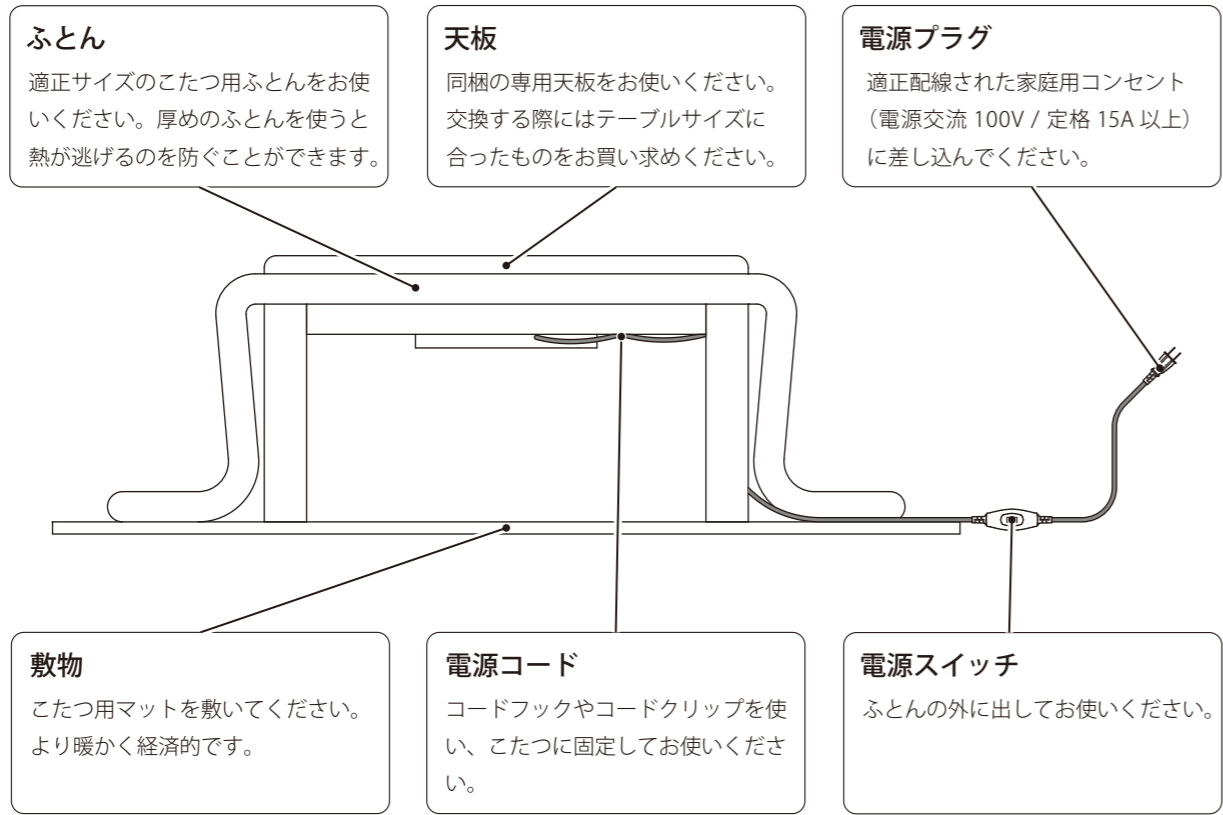 ふとん
適正サイズのこたつ用ふとんをお使
いください。厚めのふとんを使うと
熱が逃げるのを防ぐことができます。
天板
同梱の専用天板をお使いください。
交換する際にはテーブルサイズに
合ったものをお買い求めください。
電源プラグ
適正配線された家庭用コンセント
（電源交流 100V / 定格 15A 以上）
に差し込んでください。
敷物
こたつ用マットを敷いてください。
より暖かく経済的です。
電源コード
コードフックやコードクリップを使
い、こたつに固定してお使いくださ
い。
電源スイッチ
ふとんの外に出してお使いください。